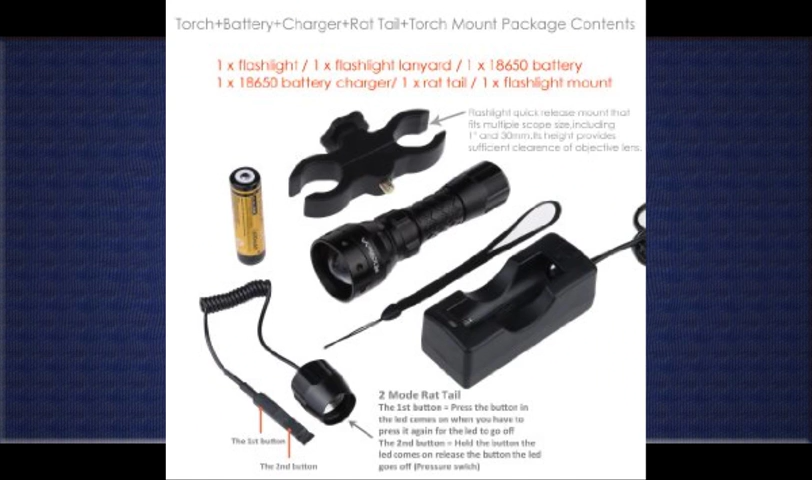 Torch+Battery+Charger+Rat Tail+Torch Mount Package Contents
1 x flashlight / 1 x flashlight lanyard / 1 x 18650 battery
1 x 18650 battery charger/ 1 x rat tail / 1 x flashlight mount
flashlight quick release mount that
fits multiple scope size,including
1" and 30mm.Its height provides
sufficient clearence of objective lens.
2 Mode Rat Tail
The 1st button = Press the button in
the led comes on when you have to
press it again for the led to go off
The 2nd button = Hold the button the
led comes on release the button the led
goes off (Pressure swich)
The 1st button
The 2nd button